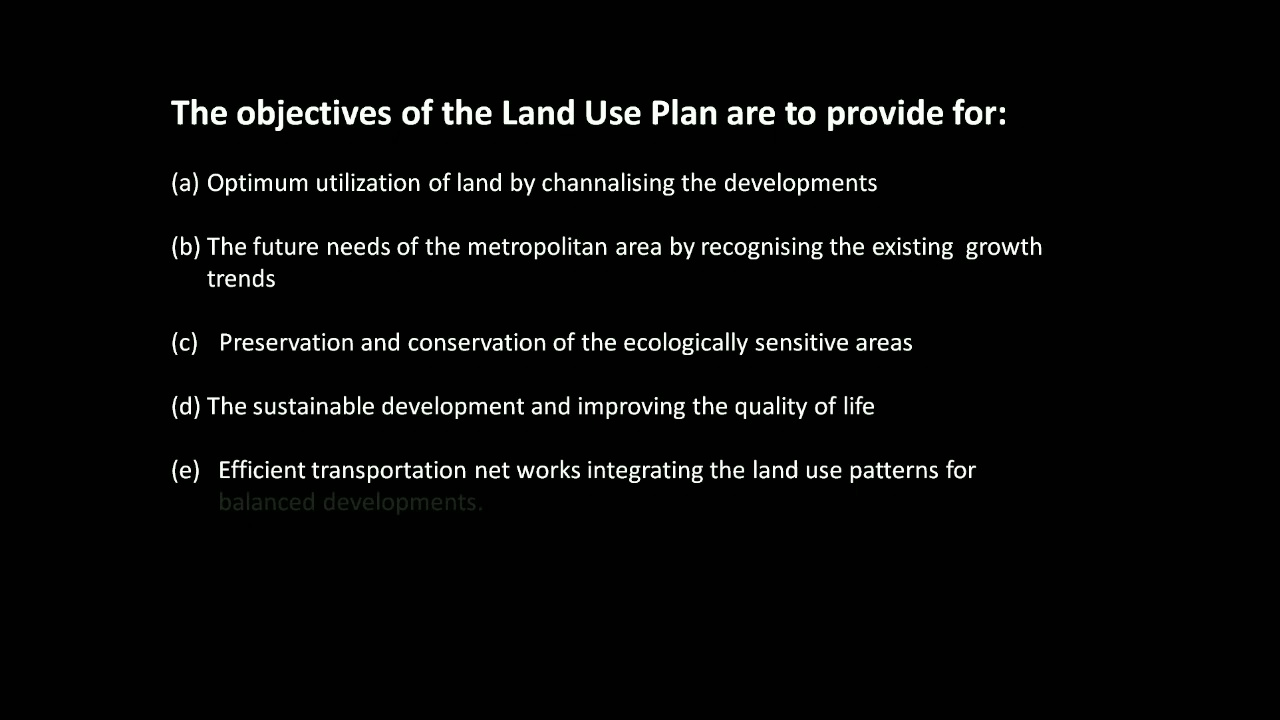 The objectives of the Land Use Plan are to provide for:
(a) Optimum utilization of land by channalising the developments
(b) The future needs of the metropolitan area by recognising the existing  growth
trends
(c)   Preservation and conservation of the ecologically sensitive areas
(d) The sustainable development and improving the quality of life
(e)   Efficient transportation net works integrating the land use patterns for
balanced developments.